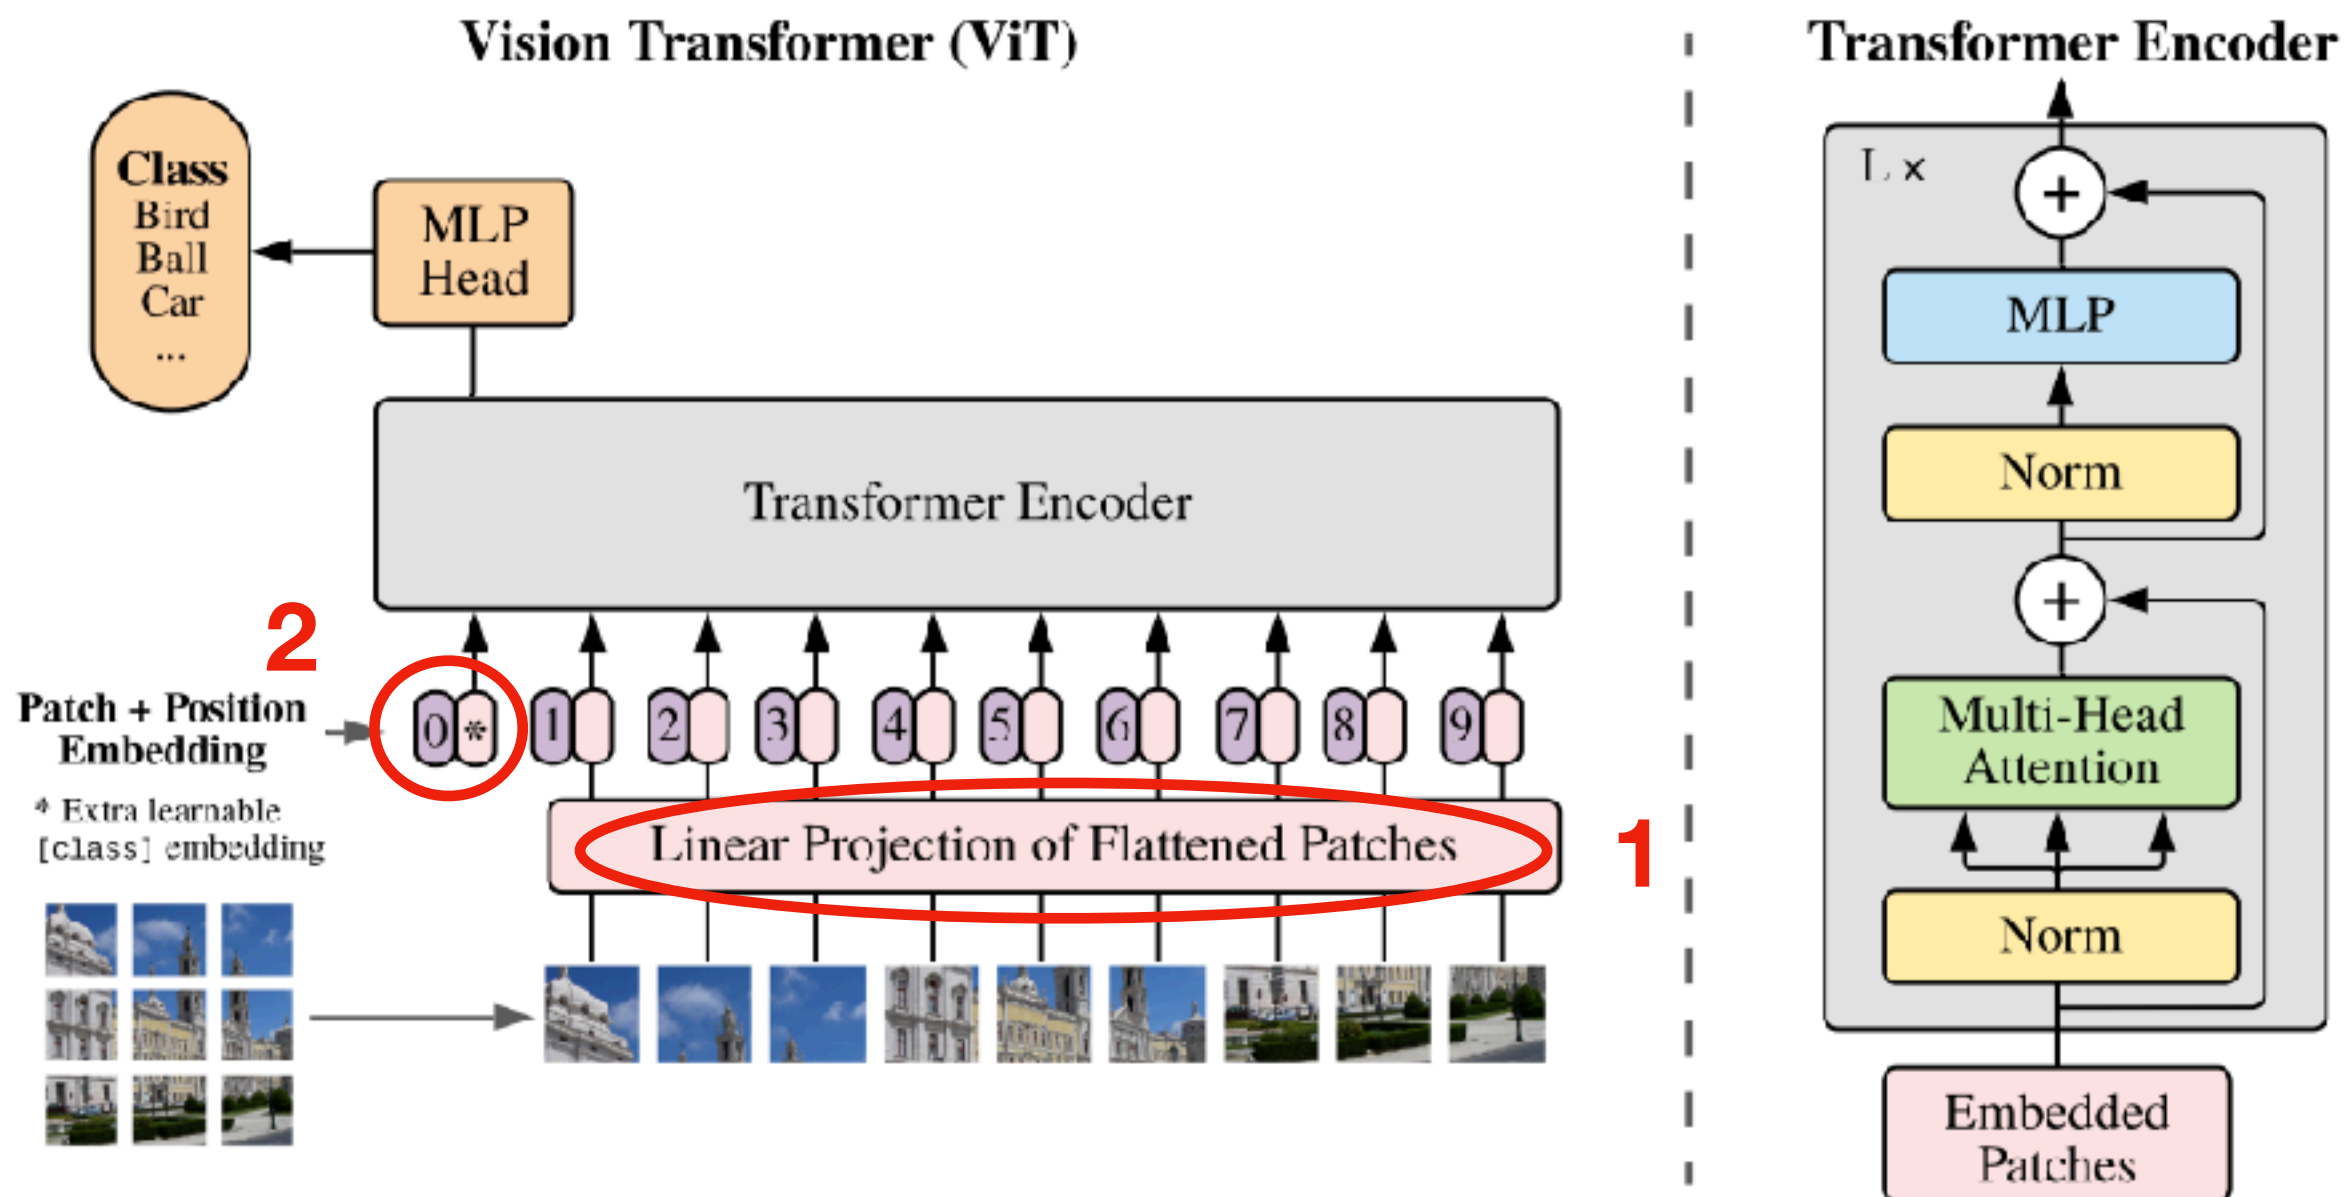 Vision Transformer (ViT)
Class
Bird
Ball
Car
...
MLP
Head
Transformer Encoder
2
Patch + Position
Embedding
* Extra learnable
[class] embedding
0 * 1 2 3 4 5 6 7 8 9
Linear Projection of Flattened Patches
1
Transformer Encoder
L x
+
MLP
Norm
+
Multi-Head
Attention
Norm
Embedded
Patches